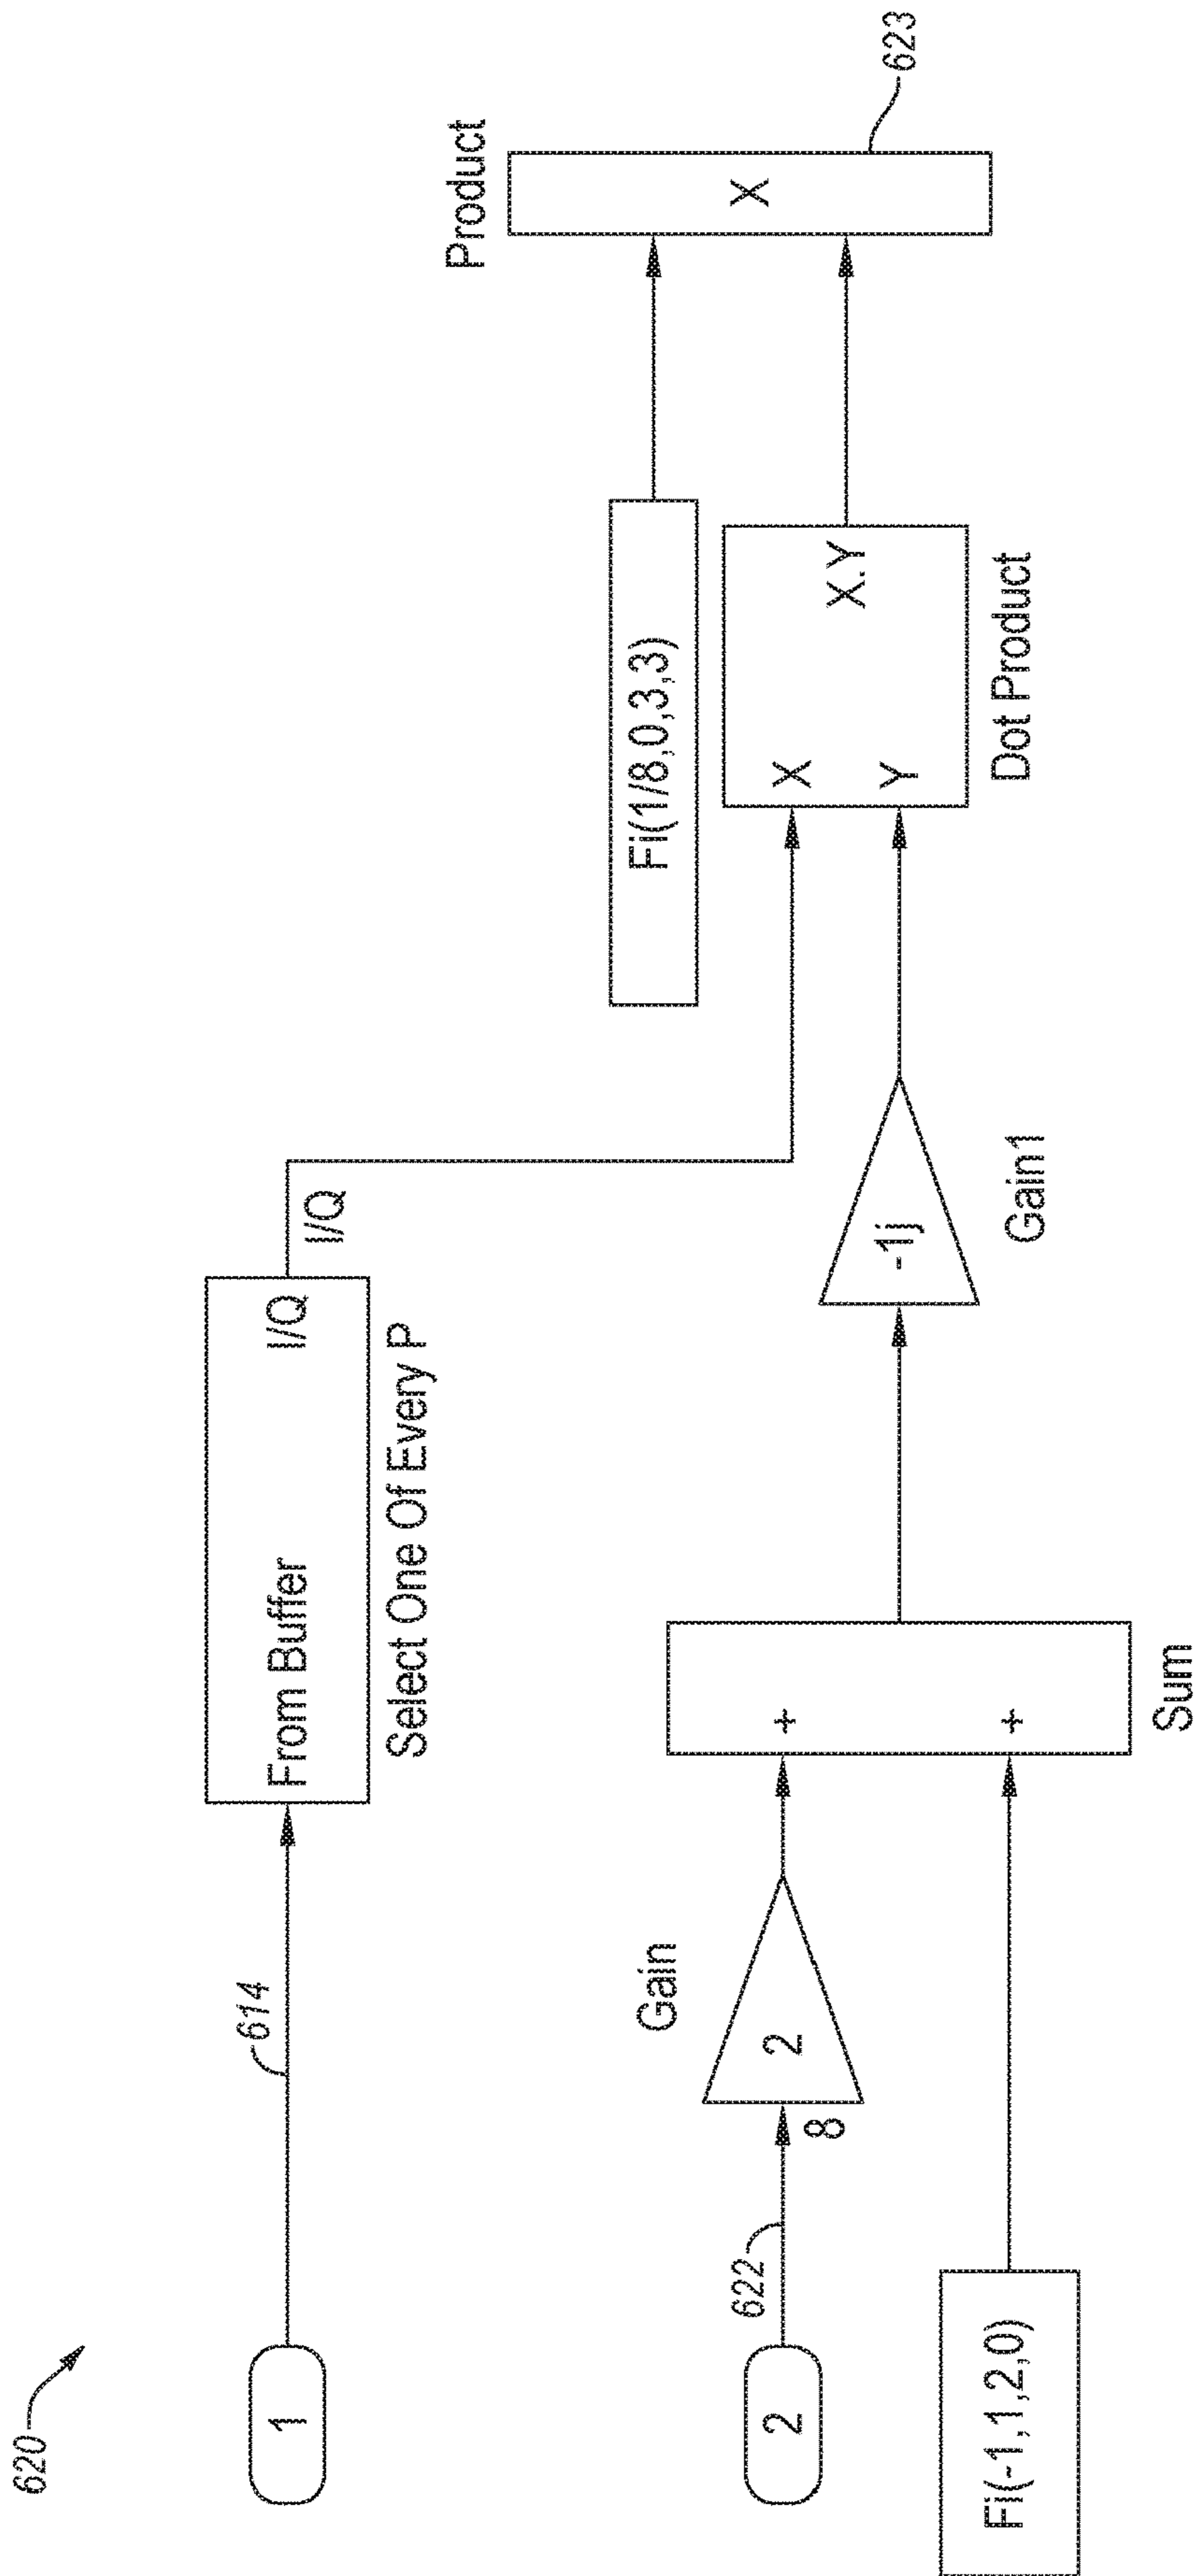 620
1
614
From Buffer
I/Q
Select One Of Every P
I/Q
2
622
8
2
Gain
Fi(-1,1,2,0)
+
+
Sum
-1j
Gain1
Fi(1/8,0,3,3)
X
Y
X.Y
Dot Product
Product
X
623